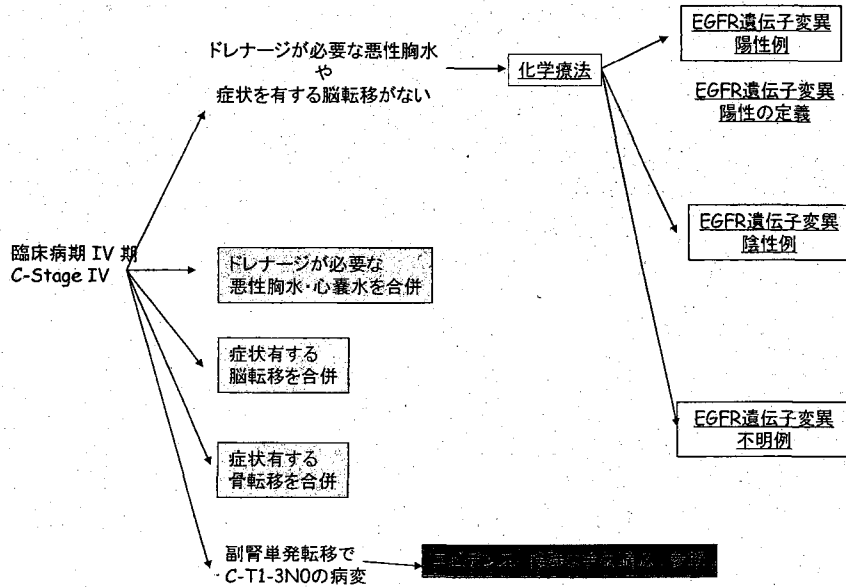 ドレナージが必要な悪性胸水
や
症状を有する脳転移がない
化学療法
EGFR遺伝子変異
陽性例
EGFR遺伝子変異
陽性の定義
EGFR遺伝子変異
陰性例
EGFR遺伝子変異
不明例
臨床病期 IV 期
C-Stage IV
ドレナージが必要な
悪性胸水・心嚢水を合併
症状有する
脳転移を合併
症状有する
骨転移を合併
副腎単発転移で
C-T1-3N0の病変